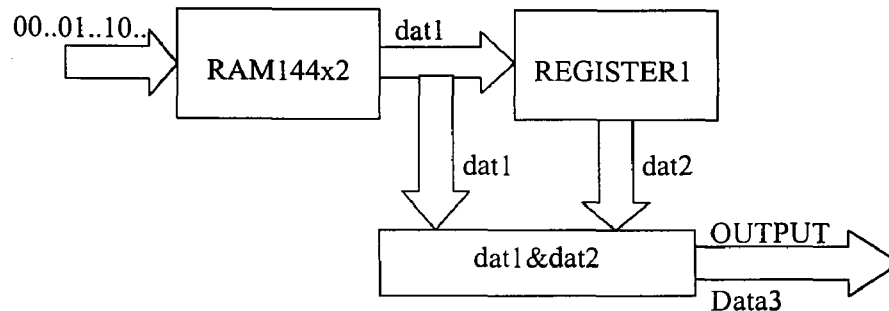 00..01..10..
dat1
RAM144x2
REGISTER1
dat1
dat2
dat1&dat2
OUTPUT
Data3